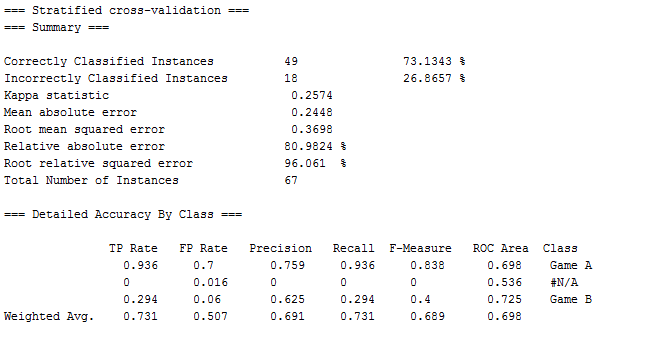 === Stratified cross-validation ===
=== Summary ===
Correctly Classified Instances 49 73.1343 %
Incorrectly Classified Instances 18 26.8657 %
Kappa statistic 0.2574
Mean absolute error 0.2448
Root mean squared error 0.3698
Relative absolute error 80.9824 %
Root relative squared error 96.061 %
Total Number of Instances 67
=== Detailed Accuracy By Class ===
TP Rate FP Rate Precision Recall F-Measure ROC Area Class
0.936 0.7 0.759 0.936 0.838 0.698 Game A
0 0.016 0 0 0 0.536 #N/A
0.294 0.06 0.625 0.294 0.4 0.725 Game B
Weighted Avg. 0.731 0.507 0.691 0.731 0.689 0.698